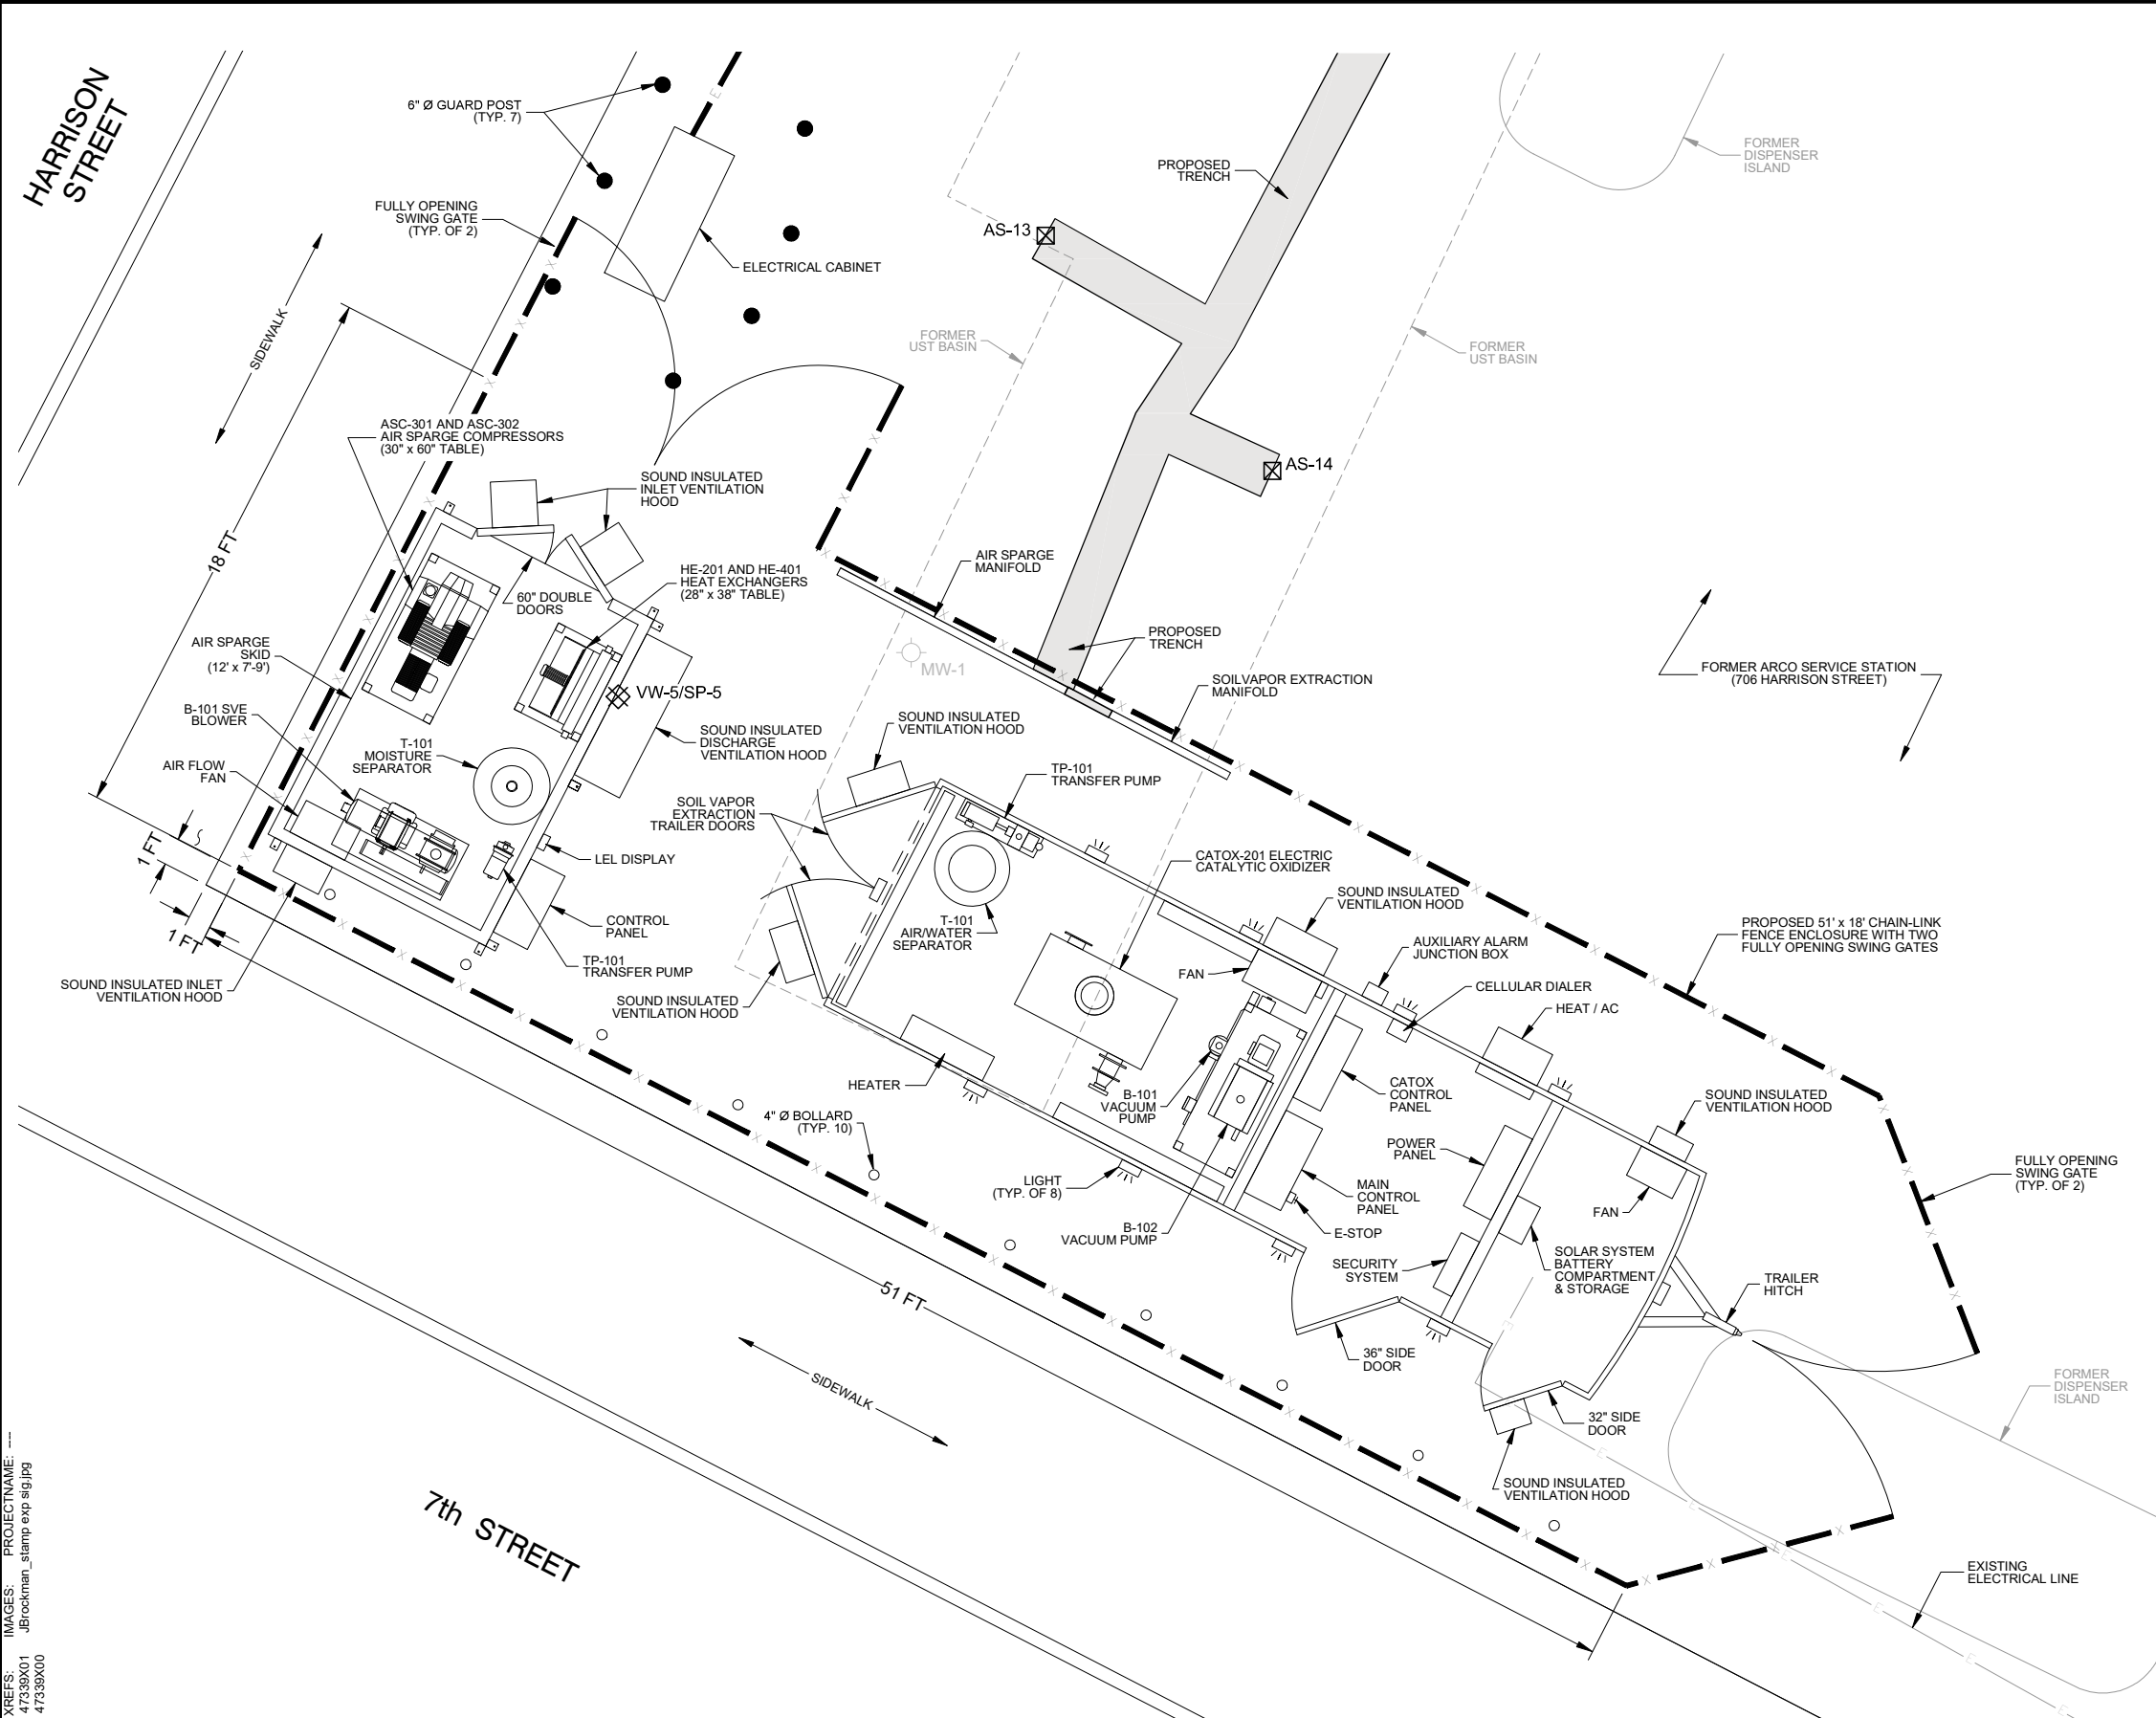 HARRISON
STREET
6" Ø GUARD POST
(TYP. 7)
FULLY OPENING
SWING GATE
(TYP. OF 2)
ELECTRICAL CABINET
SIDEWALK
E
PROPOSED
TRENCH
FORMER
DISPENSER
ISLAND
AS-13
FORMER
UST BASIN
FORMER
UST BASIN
AS-14
18 FT
ASC-301 AND ASC-302
AIR SPARGE COMPRESSORS
(30" x 60" TABLE)
SOUND INSULATED
INLET VENTILATION
HOOD
60" DOUBLE
DOORS
HE-201 AND HE-401
HEAT EXCHANGERS
(28" x 38" TABLE)
AIR SPARGE
MANIFOLD
PROPOSED
TRENCH
MW-1
SOILVAPOR EXTRACTION
MANIFOLD
FORMER ARCO SERVICE STATION
(706 HARRISON STREET)
AIR SPARGE
SKID
(12' x 7'-9')
B-101 SVE
BLOWER
AIR FLOW
FAN
T-101
MOISTURE
SEPARATOR
VW-5/SP-5
SOUND INSULATED
DISCHARGE
VENTILATION HOOD
SOUND INSULATED
VENTILATION HOOD
SOIL VAPOR
EXTRACTION
TRAILER DOORS
TP-101
TRANSFER PUMP
1 FT
1 FT
LEL DISPLAY
CONTROL
PANEL
TP-101
TRANSFER PUMP
SOUND INSULATED INLET
VENTILATION HOOD
SOUND INSULATED
VENTILATION HOOD
T-101
AIR/WATER
SEPARATOR
CATOX-201 ELECTRIC
CATALYTIC OXIDIZER
SOUND INSULATED
VENTILATION HOOD
FAN
AUXILIARY ALARM
JUNCTION BOX
CELLULAR DIALER
HEAT / AC
PROPOSED 51' x 18' CHAIN-LINK
FENCE ENCLOSURE WITH TWO
FULLY OPENING SWING GATES
HEATER
4" Ø BOLLARD
(TYP. 10)
B-101
VACUUM
PUMP
CATOX
CONTROL
PANEL
SOUND INSULATED
VENTILATION HOOD
POWER
PANEL
LIGHT
(TYP. OF 8)
MAIN
CONTROL
PANEL
B-102
VACUUM PUMP
E-STOP
FAN
FULLY OPENING
SWING GATE
(TYP. OF 2)
SECURITY
SYSTEM
SOLAR SYSTEM
BATTERY
COMPARTMENT
& STORAGE
TRAILER
HITCH
51 FT
SIDEWALK
36" SIDE
DOOR
32" SIDE
DOOR
FORMER
DISPENSER
ISLAND
SOUND INSULATED
VENTILATION HOOD
EXISTING
ELECTRICAL LINE
7th STREET
XREFS: IMAGES: PROJECTNAME: ----
47339X01 JBrockman_stamp exp sig.jpg
47339X00